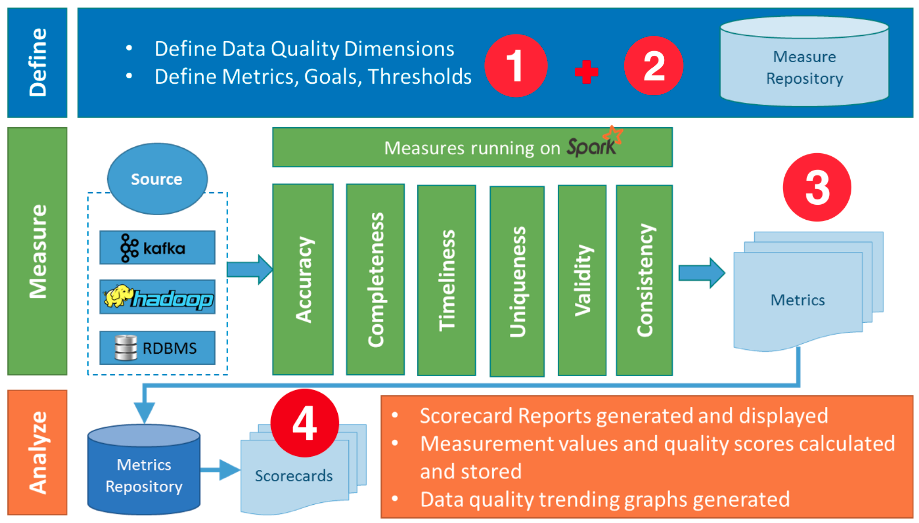 Define
• Define Data Quality Dimensions
• Define Metrics, Goals, Thresholds
1 + 2
Measure
Repository
Measure
Measures running on Spark
Source
kafka
hadoop
RDBMS
Accuracy
Completeness
Timeliness
Uniqueness
Validity
Consistency
3
Metrics
Analyze
Metrics
Repository
4
Scorecards
• Scorecard Reports generated and displayed
• Measurement values and quality scores calculated
and stored
• Data quality trending graphs generated